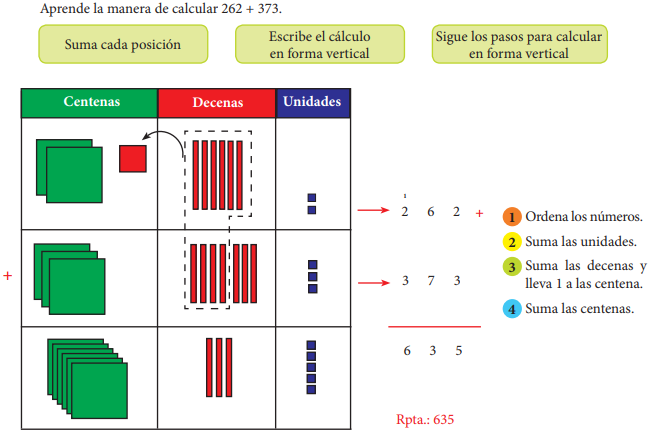 Aprende la manera de calcular 262 + 373.
Suma cada posición
Escribe el cálculo
en forma vertical
Sigue los pasos para calcular
en forma vertical
Centenas Decenas Unidades
2 6 2 +
+ 3 7 3
6 3 5
Rpta.: 635
1 Ordena los números.
2 Suma las unidades.
3 Suma las decenas y
lleva 1 a las centena.
4 Suma las centenas.